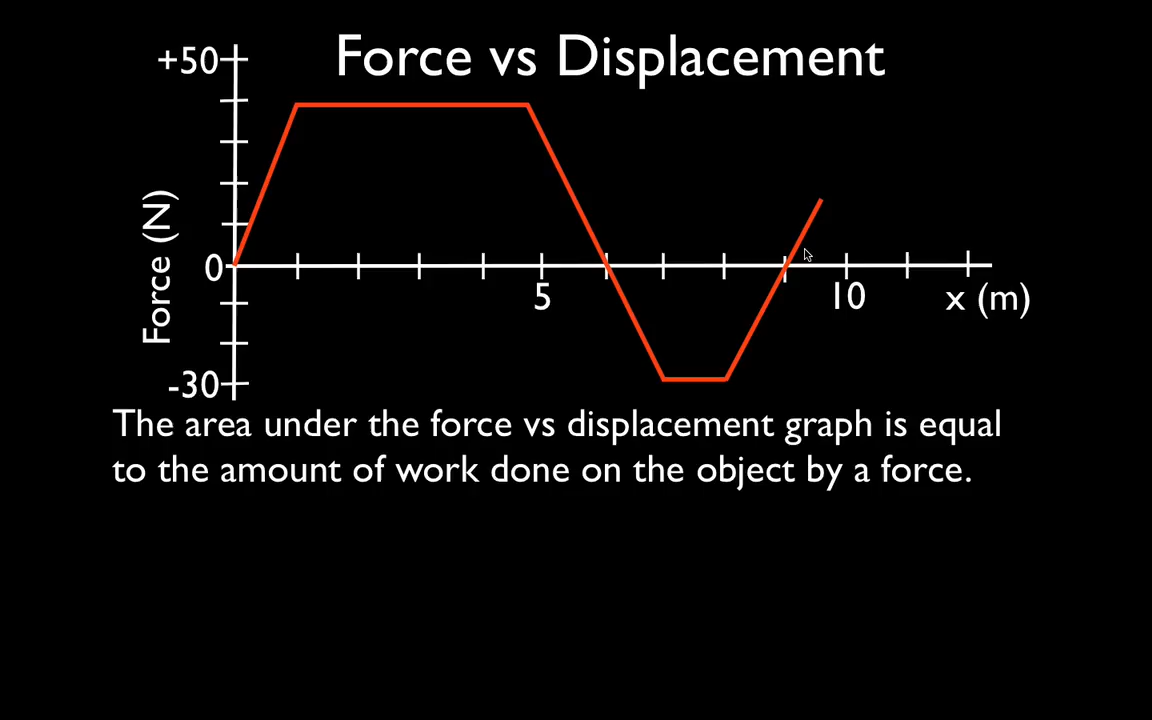 Force vs Displacement
+50
Force (N)
0
-30
5
10
x (m)
The area under the force vs displacement graph is equal
to the amount of work done on the object by a force.